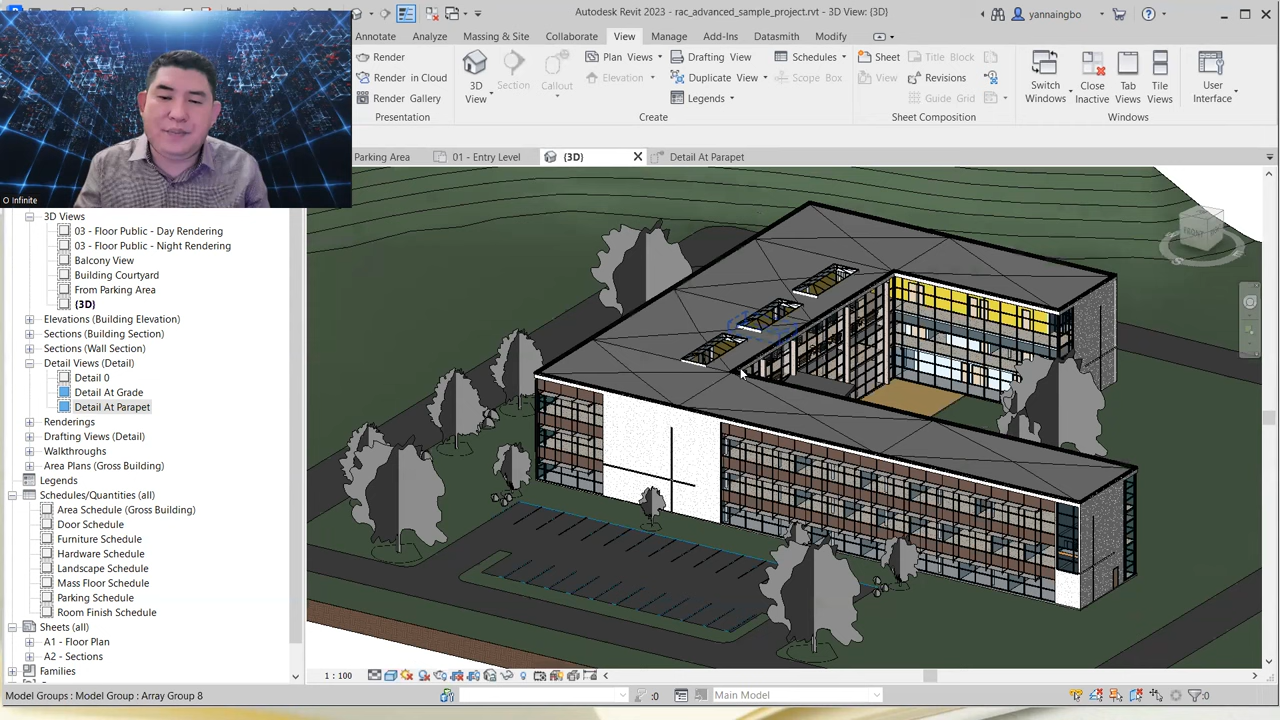 Autodesk Revit 2023 - rac_advanced_sample_project.rvt - 3D View: {3D}
yannaingbo
Annotate Analyze Massing & Site Collaborate View Manage Add-Ins Datasmith Modify
Render
Render in Cloud
Render Gallery
Presentation
3D View
Section
Callout
Plan Views
Elevation
Drafting View
Duplicate View
Legends
Schedules
Scope Box
Create
Sheet
View
Title Block
Revisions
Guide Grid
Sheet Composition
Switch Windows
Close Inactive
Tab Views
Tile Views
Windows
User Interface
O Infinite
Parking Area
01 - Entry Level
{3D}
Detail At Parapet
3D Views
03 - Floor Public - Day Rendering
03 - Floor Public - Night Rendering
Balcony View
Building Courtyard
From Parking Area
{3D}
Elevations (Building Elevation)
Sections (Building Section)
Sections (Wall Section)
Detail Views (Detail)
Detail 0
Detail At Grade
Detail At Parapet
Renderings
Drafting Views (Detail)
Walkthroughs
Area Plans (Gross Building)
Legends
Schedules/Quantities (all)
Area Schedule (Gross Building)
Door Schedule
Furniture Schedule
Hardware Schedule
Landscape Schedule
Mass Floor Schedule
Parking Schedule
Room Finish Schedule
Sheets (all)
A1 - Floor Plan
A2 - Sections
Families
FRONT
1 : 100
Model Groups : Model Group : Array Group 8
:0
Main Model
:0